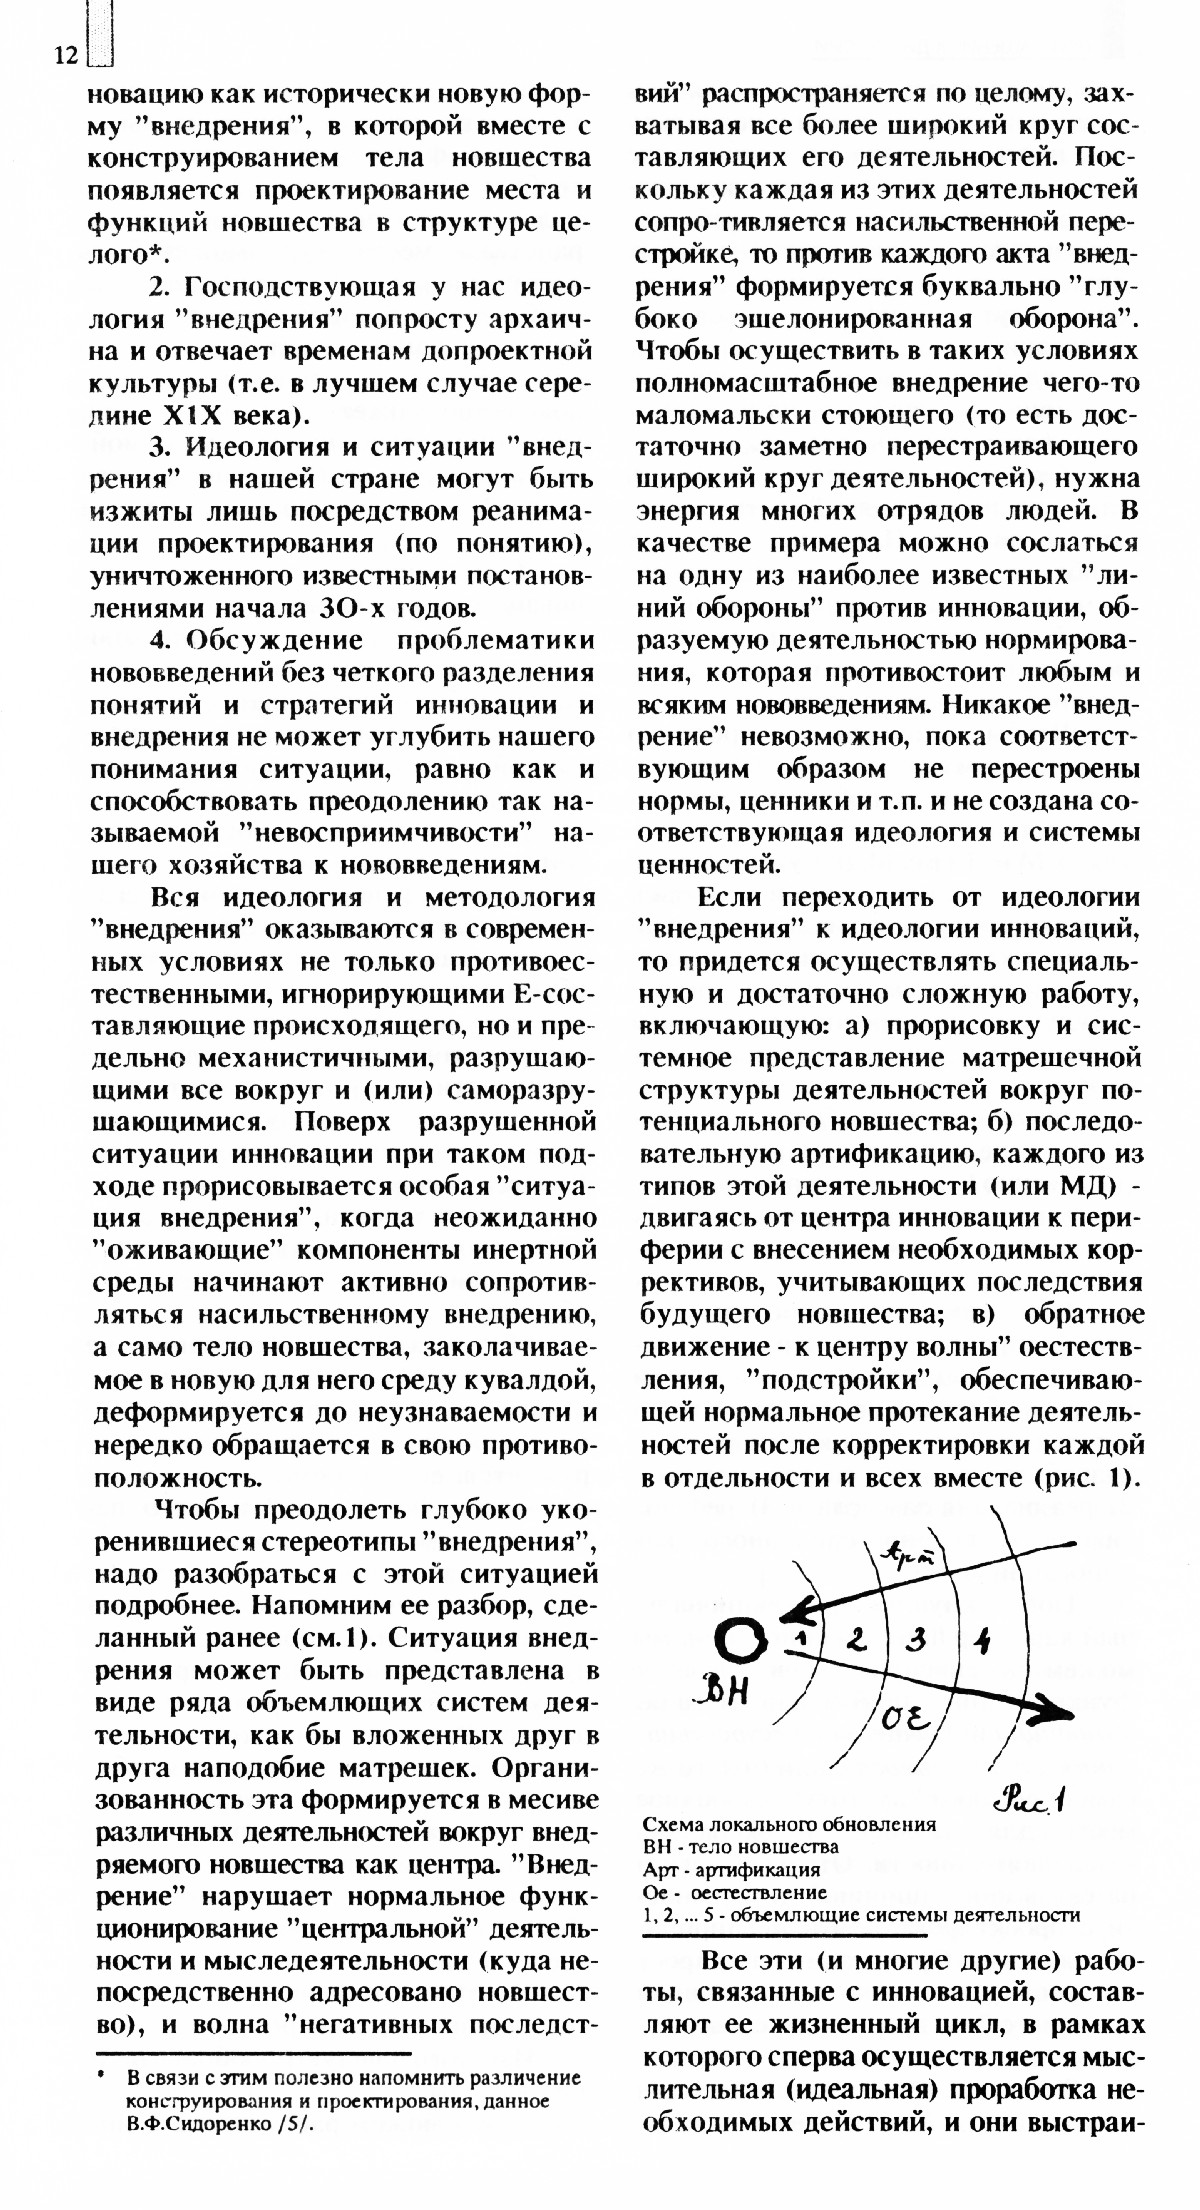 12
новацию как исторически новую фор-
му ”внедрения”, в которой вместе с
конструированием тела новшества
появляется проектирование места и
функций новшества в структуре це-
лого*.
2. Господствующая у нас идео-
логия ”внедрения” попросту архаич-
на и отвечает временам допроектной
культуры (т.е. в лучшем случае сере-
дине X1X века).
3. Идеология и ситуации ”внед-
рения” в нашей стране могут быть
изжиты лишь посредством реанима-
ции проектирования (по понятию),
уничтоженного известными постанов-
лениями начала 3О-х годов.
4. Обсуждение проблематики
нововведений без четкого разделения
понятий и стратегий инновации и
внедрения не может углубить нашего
понимания ситуации, равно как и
способствовать преодолению так на-
зываемой ”невосприимчивости” на-
шего хозяйства к нововведениям.
Вся идеология и методология
”внедрения” оказываются в современ-
ных условиях не только противоес-
тественными, игнорирующими Е-сос-
тавляющие происходящего, но и пре-
дельно механистичными, разрушаю-
щими все вокруг и (или) саморазру-
шающимися. Поверх разрушенной
ситуации инновации при таком под-
ходе прорисовывается особая ”ситуа-
ция внедрения”, когда неожиданно
”оживающие” компоненты инертной
среды начинают активно сопротив-
ляться насильственному внедрению,
а само тело новшества, заколачивае-
мое в новую для него среду кувалдой,
деформируется до неузнаваемости и
нередко обращается в свою противо-
положность.
Чтобы преодолеть глубоко уко-
ренившиеся стереотипы ”внедрения”,
надо разобраться с этой ситуацией
подробнее. Напомним ее разбор, сде-
ланный ранее (см.1). Ситуация внед-
рения может быть представлена в
виде ряда объемлющих систем дея-
тельности, как бы вложенных друг в
друга наподобие матрешек. Органи-
зованность эта формируется в месиве
различных деятельностей вокруг внед-
ряемого новшества как центра. ”Внед-
рение” нарушает нормальное функ-
ционирование ”центральной” деятель-
ности и мыследеятельности (куда не-
посредственно адресовано новшест-
во), и волна ”негативных последст-
* В связи с этим полезно напомнить различение
конструирования и проектирования, данное
В.Ф.Сидоренко /5/.
вий” распространяется по целому, зах-
ватывая все более широкий круг сос-
тавляющих его деятельностей. Пос-
кольку каждая из этих деятельностей
сопро-тивляется насильственной пере-
стройке, то против каждого акта ”внед-
рения” формируется буквально ”глу-
боко эшелонированная оборона”.
Чтобы осуществить в таких условиях
полномасштабное внедрение чего-то
маломальски стоющего (то есть дос-
таточно заметно перестраивающего
широкий круг деятельностей), нужна
энергия многих отрядов людей. В
качестве примера можно сослаться
на одну из наиболее известных ”ли-
ний обороны” против инновации, об-
разуемую деятельностью нормирова-
ния, которая противостоит любым и
всяким нововведениям. Никакое ”внед-
рение” невозможно, пока соответст-
вующим образом не перестроены
нормы, ценники и т.п. и не создана со-
ответствующая идеология и системы
ценностей.
Если переходить от идеологии
”внедрения” к идеологии инноваций,
то придется осуществлять специаль-
ную и достаточно сложную работу,
включающую: а) прорисовку и сис-
темное представление матрешечной
структуры деятельностей вокруг по-
тенциального новшества; б) последо-
вательную артификацию, каждого из
типов этой деятельности (или МД) -
двигаясь от центра инновации к пери-
ферии с внесением необходимых кор-
рективов, учитывающих последствия
будущего новшества; в) обратное
движение - к центру волны” оестеств-
ления, ”подстройки”, обеспечиваю-
щей нормальное протекание деятель-
ностей после корректировки каждой
в отдельности и всех вместе (рис. 1).
Арт
1 2 3 4
ВН
ОЕ
Рис.1
Схема локального обновления
ВН - тело новшества
Арт - артификация
Ое - оестествление
1, 2, ... 5 - объемлющие системы деятельности
Все эти (и многие другие) рабо-
ты, связанные с инновацией, состав-
ляют ее жизненный цикл, в рамках
которого сперва осуществляется мыс-
лительная (идеальная) проработка не-
обходимых действий, и они выстраи-